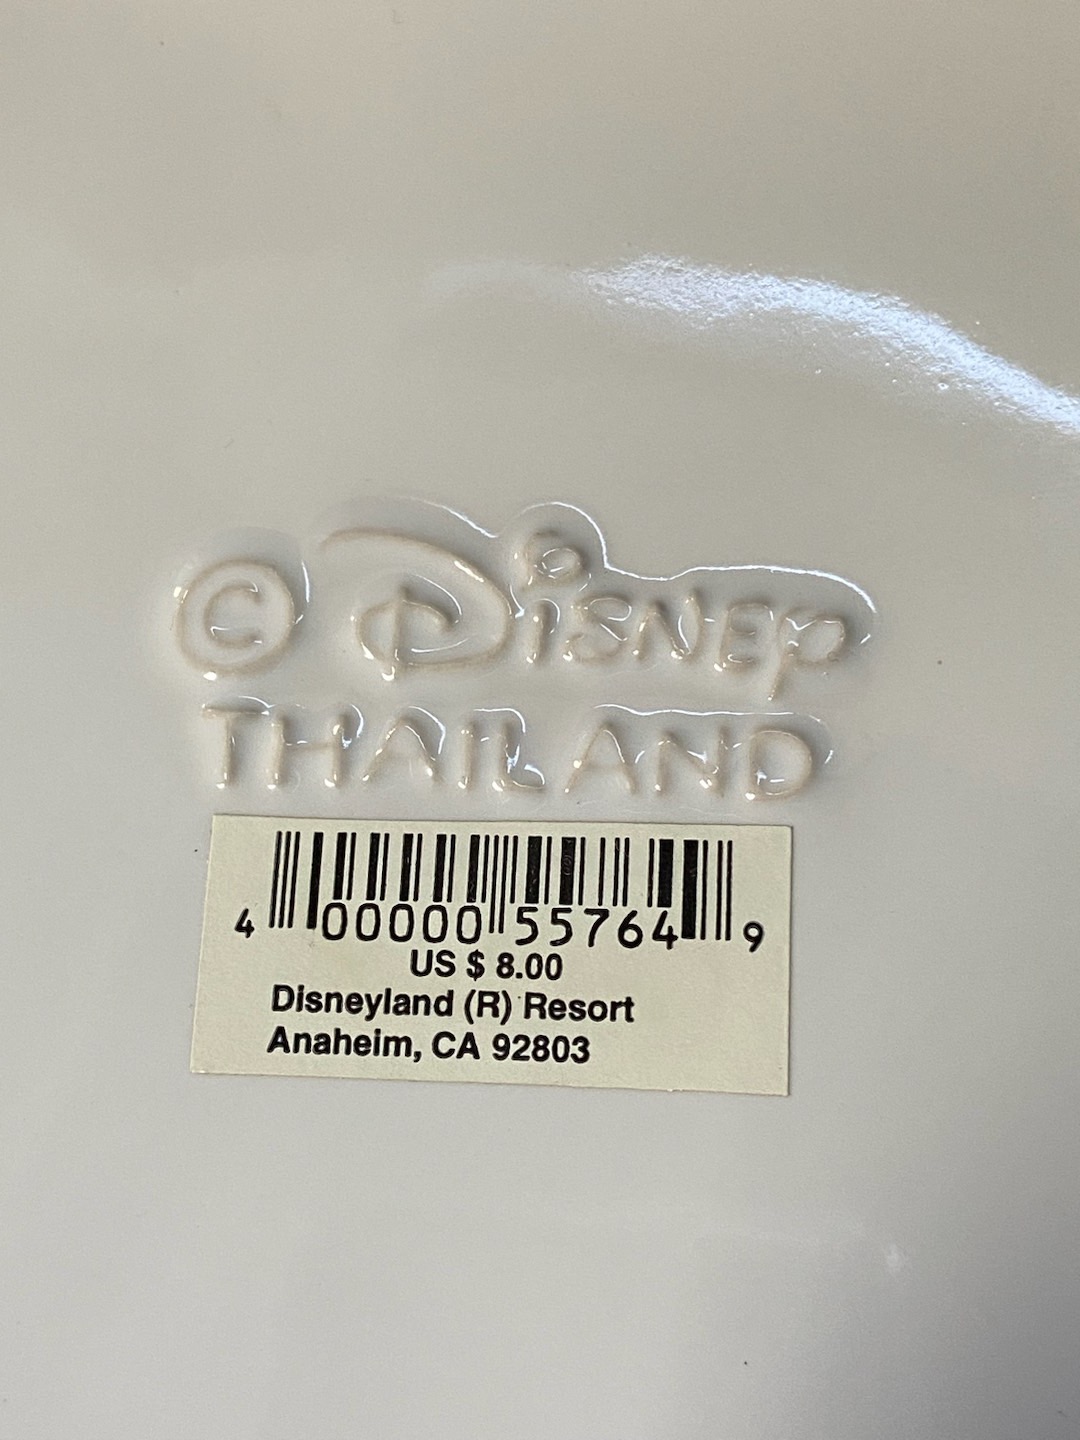 © Disney
THAILAND
4 00000 55764 9
US $ 8.00
Disneyland (R) Resort
Anaheim, CA 92803